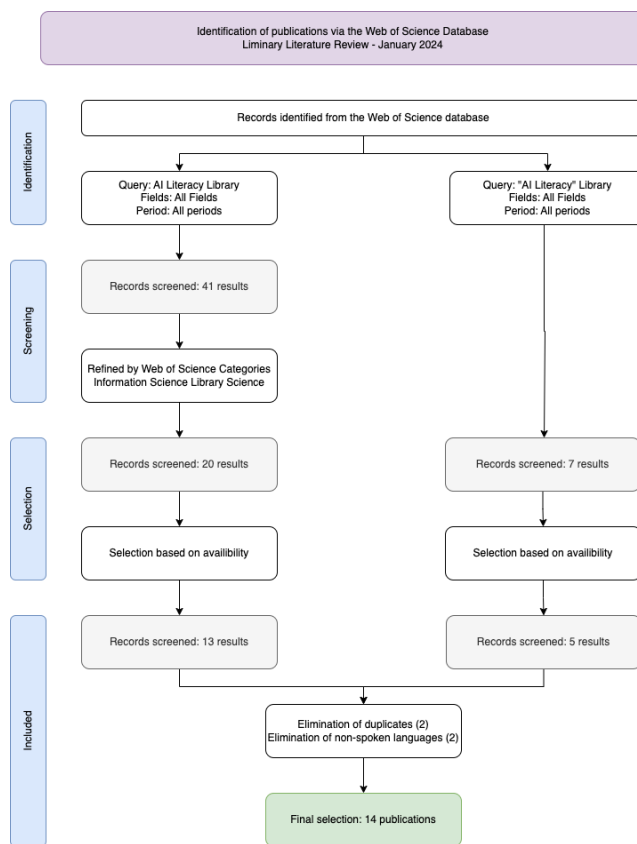 Identification of publications via the Web of Science Database
Liminary Literature Review - January 2024
Identification
Records identified from the Web of Science database
Query: AI Literacy Library
Fields: All Fields
Period: All periods
Query: "AI Literacy" Library
Fields: All Fields
Period: All periods
Screening
Records screened: 41 results
Refined by Web of Science Categories
Information Science Library Science
Selection
Records screened: 20 results
Records screened: 7 results
Selection based on availibility
Selection based on availibility
Included
Records screened: 13 results
Records screened: 5 results
Elimination of duplicates (2)
Elimination of non-spoken languages (2)
Final selection: 14 publications